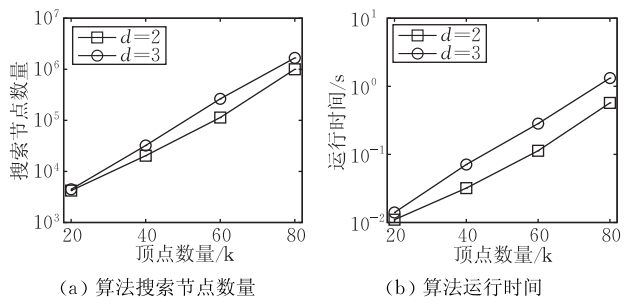 10^7
10^6
10^5
10^4
10^3
搜索节点数量
d=2
d=3
20 40 60 80
顶点数量/k
(a) 算法搜索节点数量
10^1
10^0
10^-1
10^-2
运行时间/s
d=2
d=3
20 40 60 80
顶点数量/k
(b) 算法运行时间